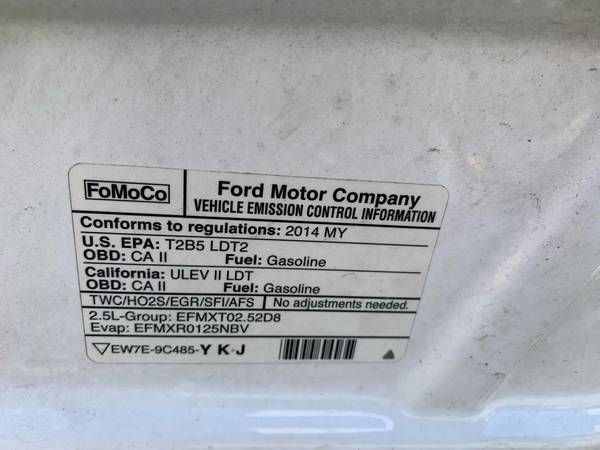 FoMoCo
Ford Motor Company
VEHICLE EMISSION CONTROL INFORMATION
Conforms to regulations: 2014 MY
U.S. EPA: T2B5 LDT2
OBD: CA II Fuel: Gasoline
California: ULEV II LDT
OBD: CA II Fuel: Gasoline
TWC/HO2S/EGR/SFI/AFS No adjustments needed.
2.5L-Group: EFMXT02.52D8
Evap: EFMXR0125NBV
EW7E-9C485-Y K-J